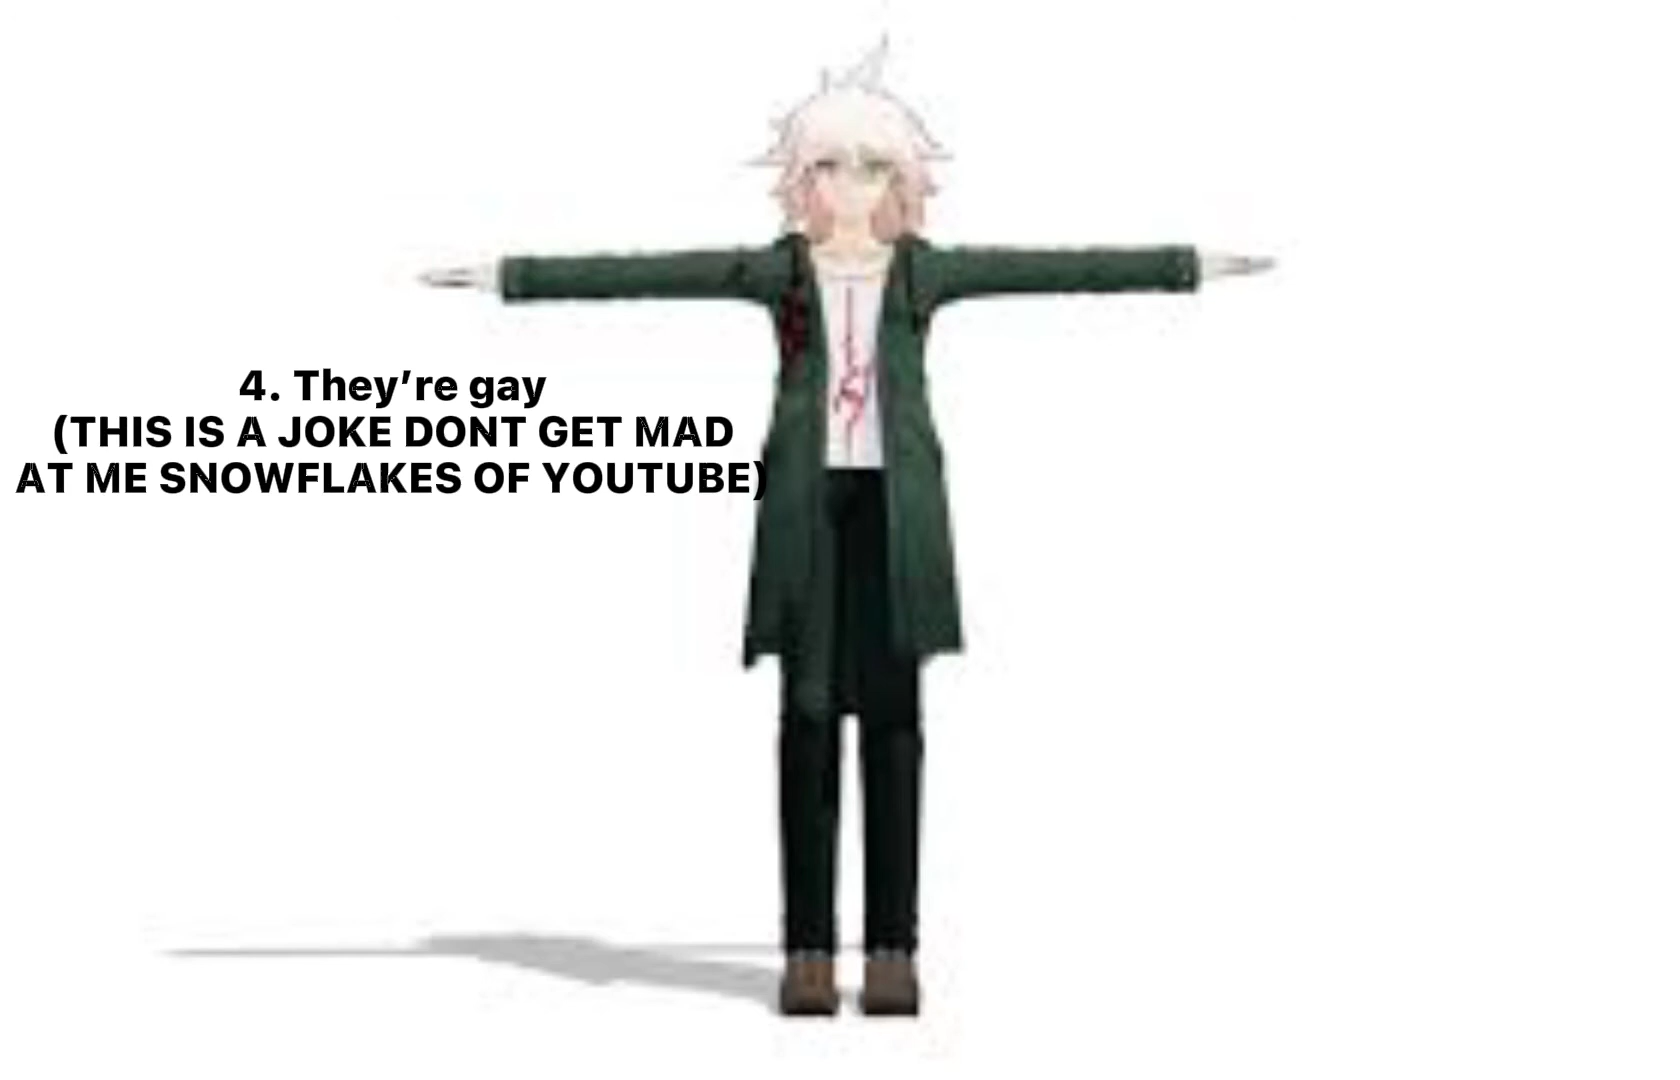 4. They’re gay
(THIS IS A JOKE DONT GET MAD
AT ME SNOWFLAKES OF YOUTUBE)